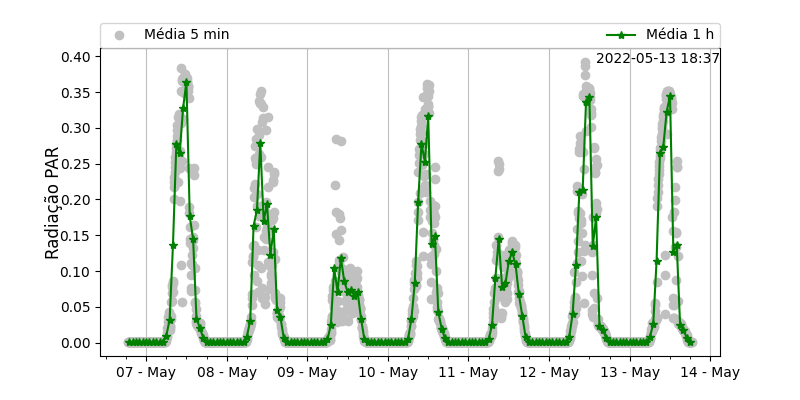 Média 5 min
Média 1 h
2022-05-13 18:37
0.40
0.35
0.30
0.25
0.20
0.15
0.10
0.05
0.00
Radiação PAR
07 - May
08 - May
09 - May
10 - May
11 - May
12 - May
13 - May
14 - May